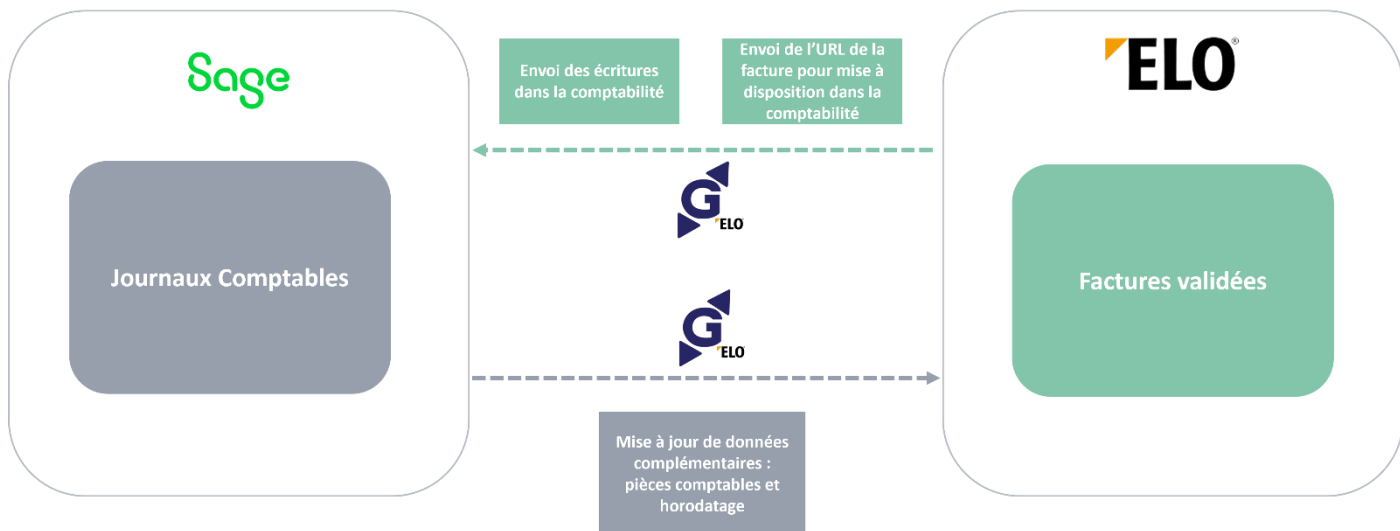 Sage
Journaux Comptables
Envoi des écritures
dans la comptabilité
Envoi de l’URL de la
facture pour mise à
disposition dans la
comptabilité
G
ELO
G
ELO
Mise à jour de données
complémentaires :
pièces comptables et
horodatage
ELO®
Factures validées